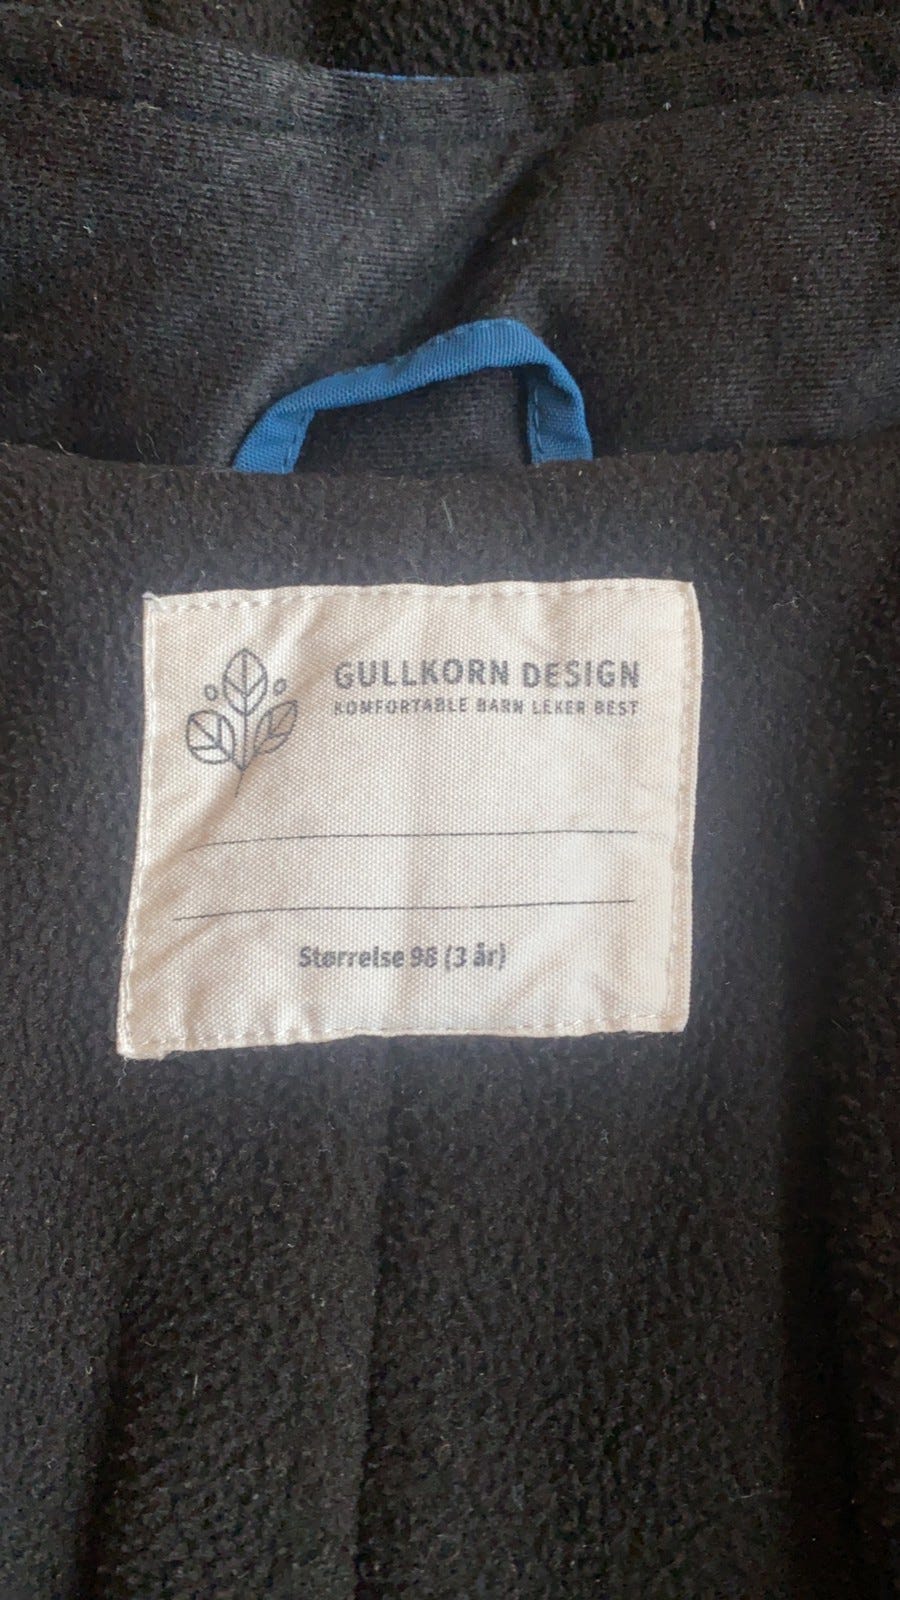 GULLKORN DESIGN
KOMFORTABLE BARN LEKER BEST
Størrelse 98 (3 år)